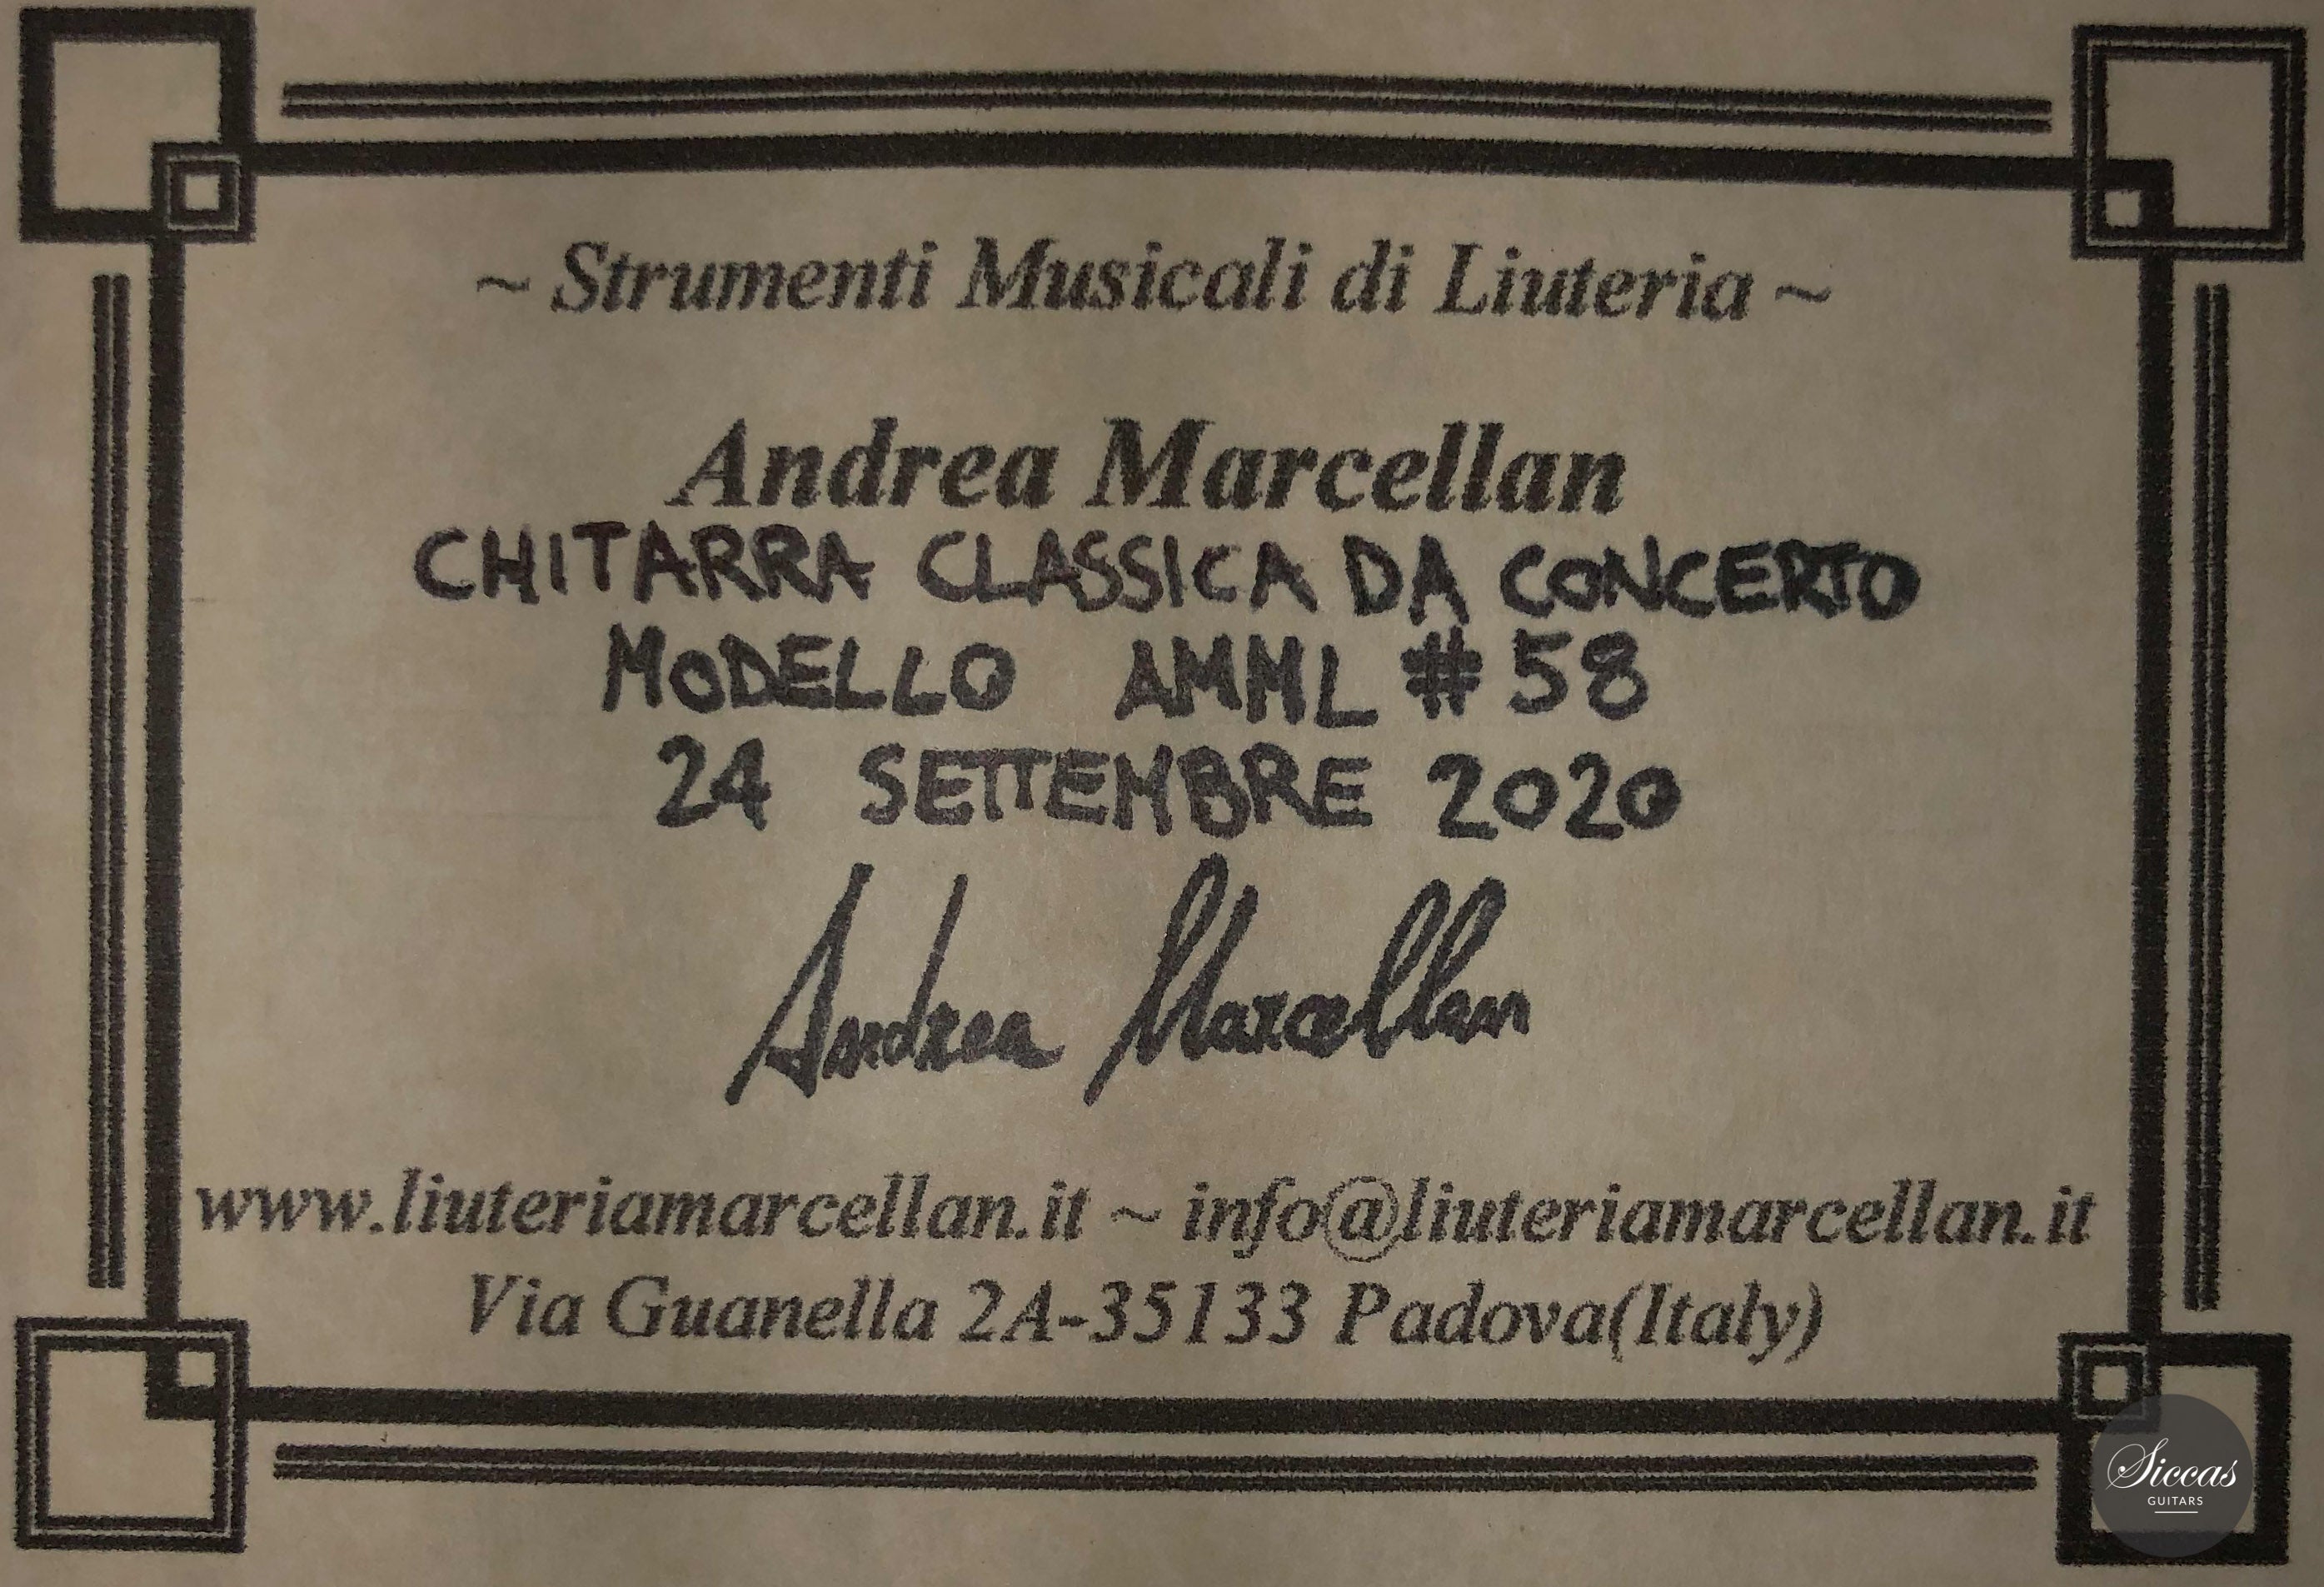 ~ Strumenti Musicali di Liuteria ~
Andrea Marcellan
CHITARRA CLASSICA DA CONCERTO
MODELLO AMML #58
24 SETTEMBRE 2020
Andrea Marcellan
www.liuteriamarcellan.it ~ info@liuteriamarcellan.it
Via Guanella 2A-35133 Padova(Italy)
Siccas
GUITARS